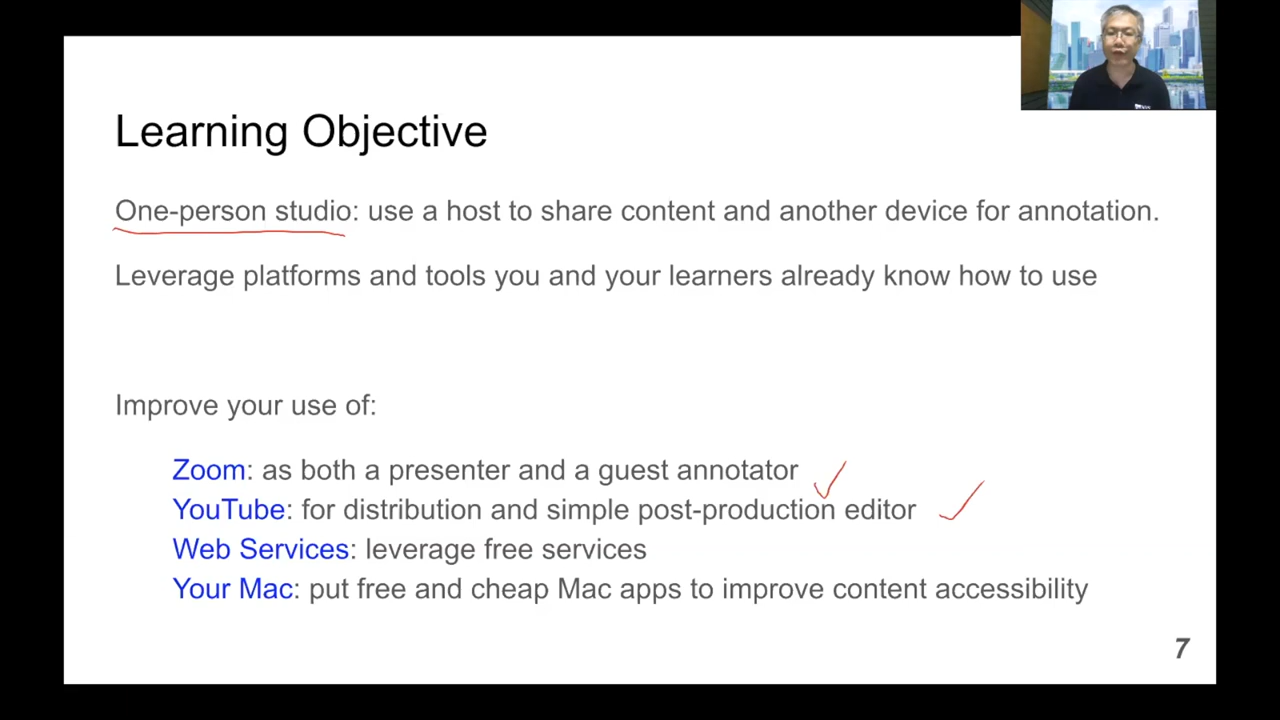 Learning Objective
One-person studio: use a host to share content and another device for annotation.
Leverage platforms and tools you and your learners already know how to use
Improve your use of:
Zoom: as both a presenter and a guest annotator
YouTube: for distribution and simple post-production editor
Web Services: leverage free services
Your Mac: put free and cheap Mac apps to improve content accessibility
7